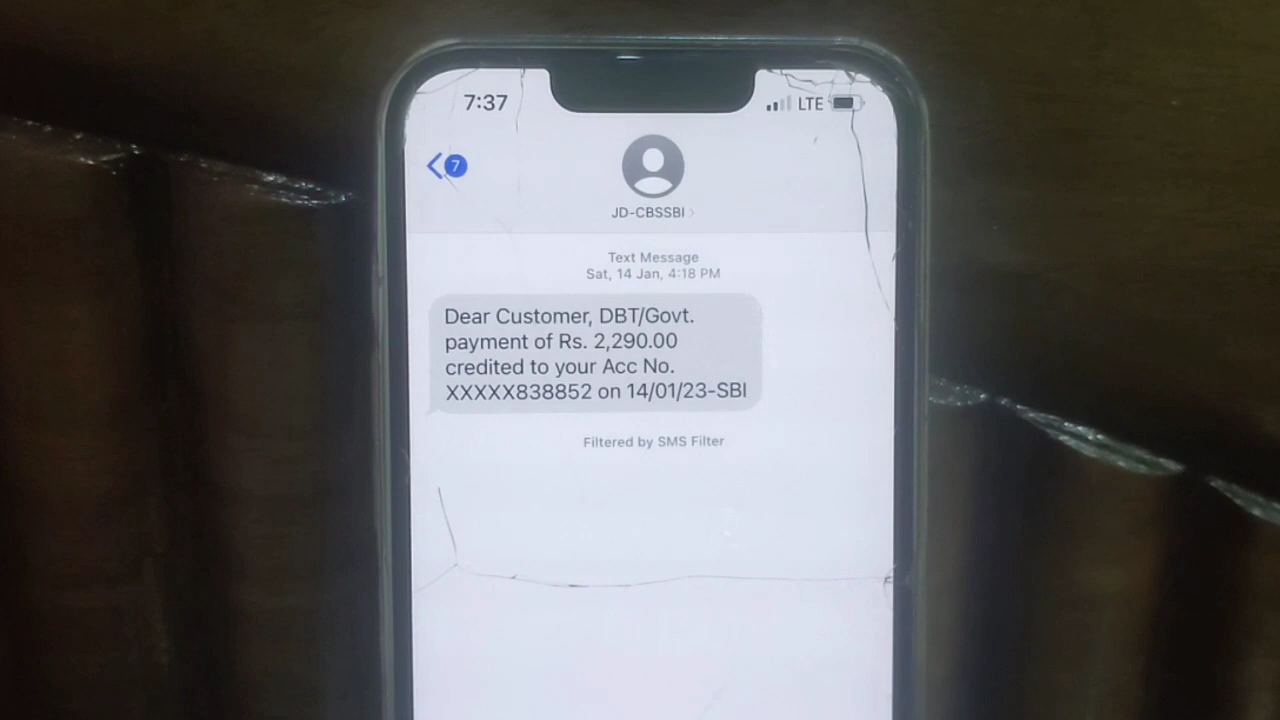 7:37
LTE
7
JD-CBSSBI
Text Message
Sat, 14 Jan, 4:18 PM
Dear Customer, DBT/Govt.
payment of Rs. 2,290.00
credited to your Acc No.
XXXXX838852 on 14/01/23-SBI
Filtered by SMS Filter